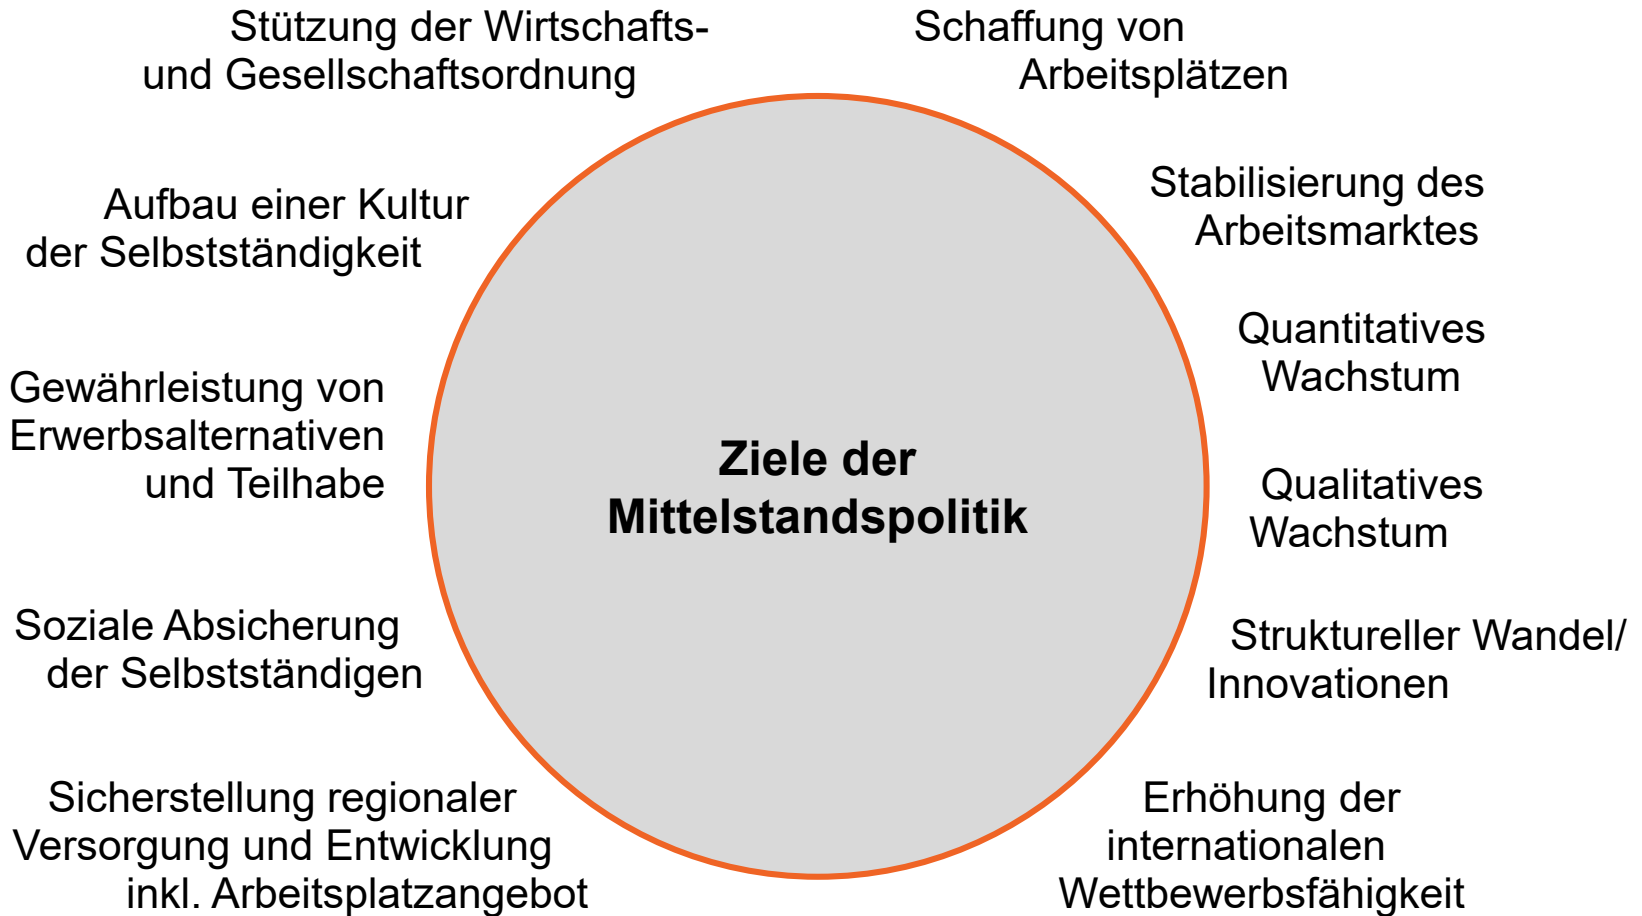 Stützung der Wirtschafts-
und Gesellschaftsordnung
Schaffung von
Arbeitsplätzen
Aufbau einer Kultur
der Selbstständigkeit
Stabilisierung des
Arbeitsmarktes
Quantitatives
Wachstum
Gewährleistung von
Erwerbsalternativen
und Teilhabe
Ziele der
Mittelstandspolitik
Qualitatives
Wachstum
Soziale Absicherung
der Selbstständigen
Struktureller Wandel/
Innovationen
Sicherstellung regionaler
Versorgung und Entwicklung
inkl. Arbeitsplatzangebot
Erhöhung der
internationalen
Wettbewerbsfähigkeit